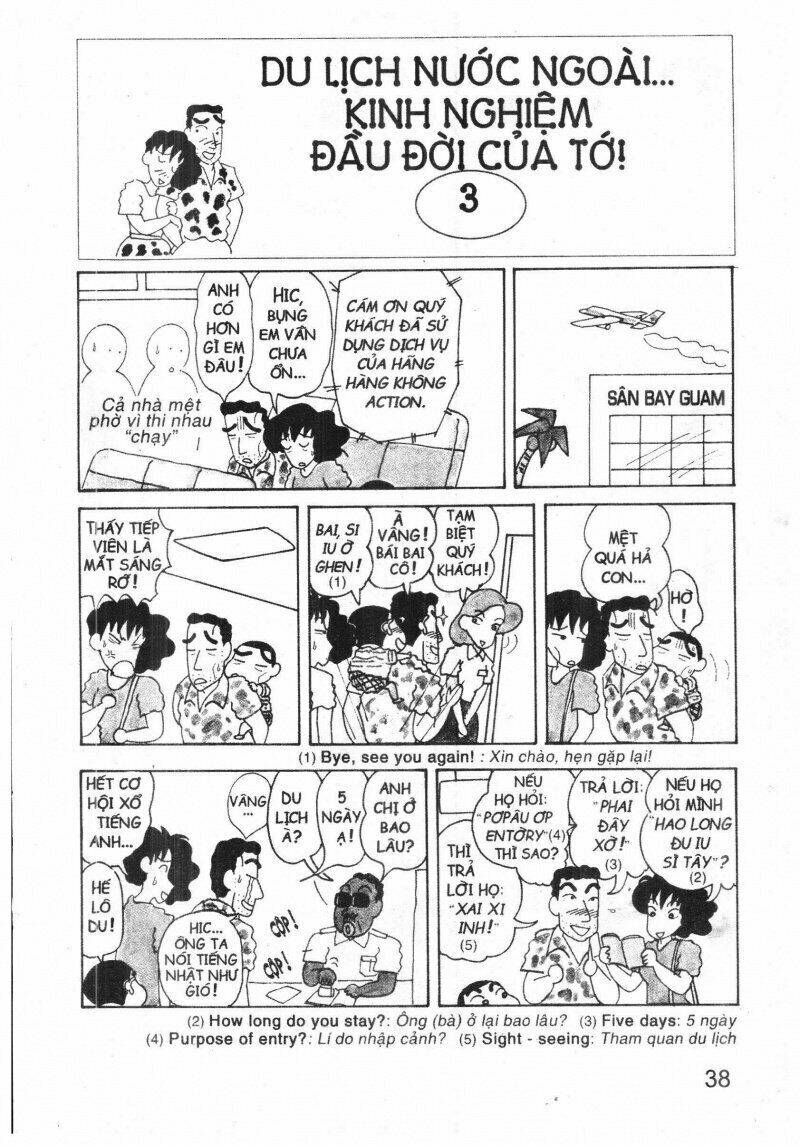 DU LỊCH NƯỚC NGOÀI...
KINH NGHIỆM
ĐẦU ĐỜI CỦA TỚ!
3
SÂN BAY GUAM
CÁM ƠN QUÝ
KHÁCH ĐÃ SỬ
DỤNG DỊCH VỤ
CỦA HÃNG
HÀNG KHÔNG
ACTION.
HIC,
BỤNG
EM VẪN
CHƯA
ỔN...
ANH
CÓ
HƠN
GÌ EM
ĐÂU!
Cả nhà mệt
phờ vì thi nhau
"chạy"
MỆT
QUÁ HẢ
CON...
HỜ
!
TẠM
BIỆT
QUÝ
KHÁCH!
À
VÂNG!
BÁI BAI
CÔ!
BAI, SI
IU Ờ
GHEN!
(1)
THẤY TIẾP
VIÊN LÀ
MẮT SÁNG
RỠ!
(1) Bye, see you again! : Xin chào, hẹn gặp lại!
NẾU HỌ
HỎI MÌNH
"HAO LONG
ĐU IU
SÌ TÂY"?
(2)
TRẢ LỜI:
"PHAI
ĐÂY
XỜ!"
(3)
NẾU
HỌ HỎI:
"PƠPÂU ỢP
ENTỜRY"(4)
THÌ SAO?
THÌ
TRẢ
LỜI HỌ:
"XAI XI
INH!"
(5)
ANH
CHỊ Ở
BAO
LÂU?
5
NGÀY
Ạ!
DU
LỊCH
À?
VÂNG
...
CỘP!
CỘP!
HIC...
ÔNG TA
NÓI TIẾNG
NHẬT NHƯ
GIÓ!
HẾT CƠ
HỘI XỔ
TIẾNG
ANH...
HÉ
LÔ
DU!
(2) How long do you stay?: Ông (bà) ở lại bao lâu? (3) Five days: 5 ngày
(4) Purpose of entry?: Lí do nhập cảnh? (5) Sight - seeing: Tham quan du lịch
38